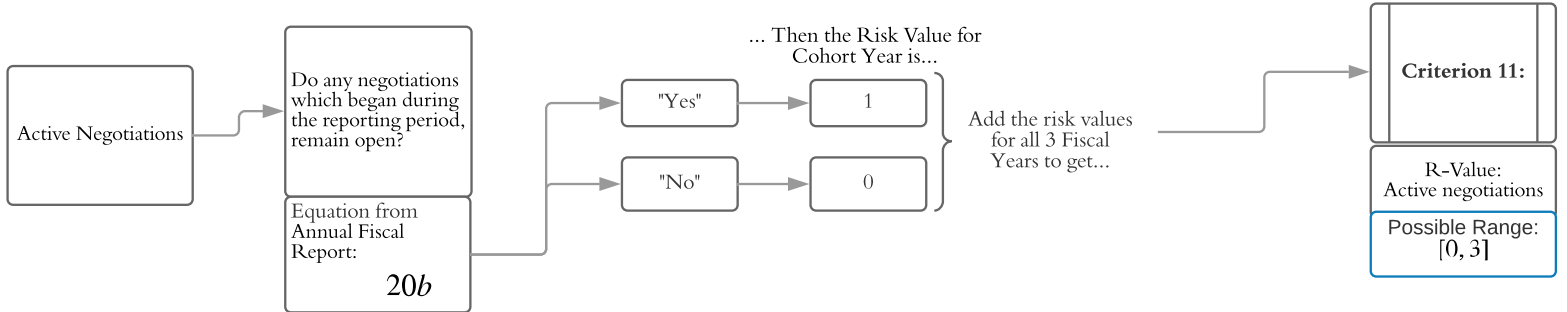 Active Negotiations
Do any negotiations
which began during
the reporting period,
remain open?
Equation from
Annual Fiscal
Report:
20b
... Then the Risk Value for
Cohort Year is...
"Yes"
1
"No"
0
Add the risk values
for all 3 Fiscal
Years to get...
Criterion 11:
R-Value:
Active negotiations
Possible Range:
[0, 3]